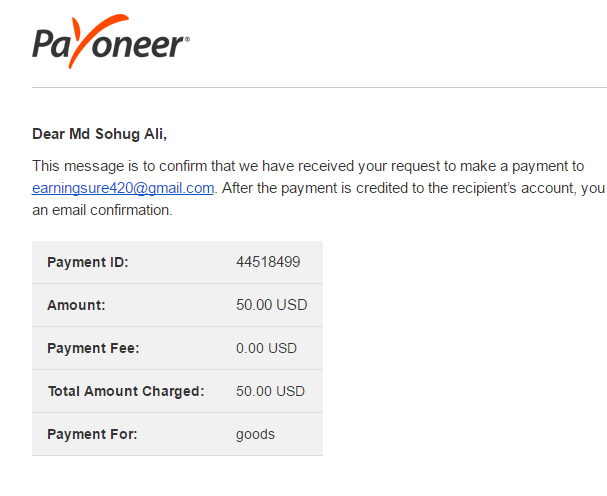 Payoneer®
Dear Md Sohug Ali,
This message is to confirm that we have received your request to make a payment to
earningsure420@gmail.com. After the payment is credited to the recipient's account, you
an email confirmation.
Payment ID: 44518499
Amount: 50.00 USD
Payment Fee: 0.00 USD
Total Amount Charged: 50.00 USD
Payment For: goods